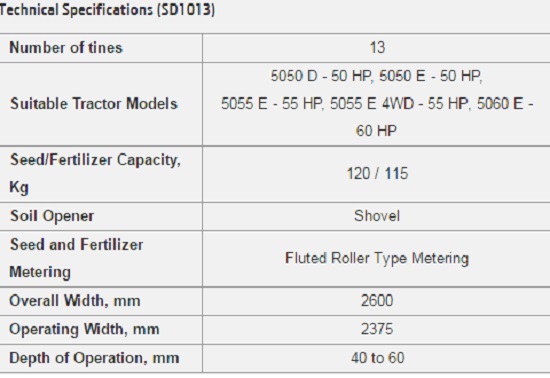 Technical Specifications (SD1013)
Number of tines 13
Suitable Tractor Models 5050 D - 50 HP, 5050 E - 50 HP,
5055 E - 55 HP, 5055 E 4WD - 55 HP, 5060 E -
60 HP
Seed/Fertilizer Capacity,
Kg 120 / 115
Soil Opener Shovel
Seed and Fertilizer
Metering Fluted Roller Type Metering
Overall Width, mm 2600
Operating Width, mm 2375
Depth of Operation, mm 40 to 60